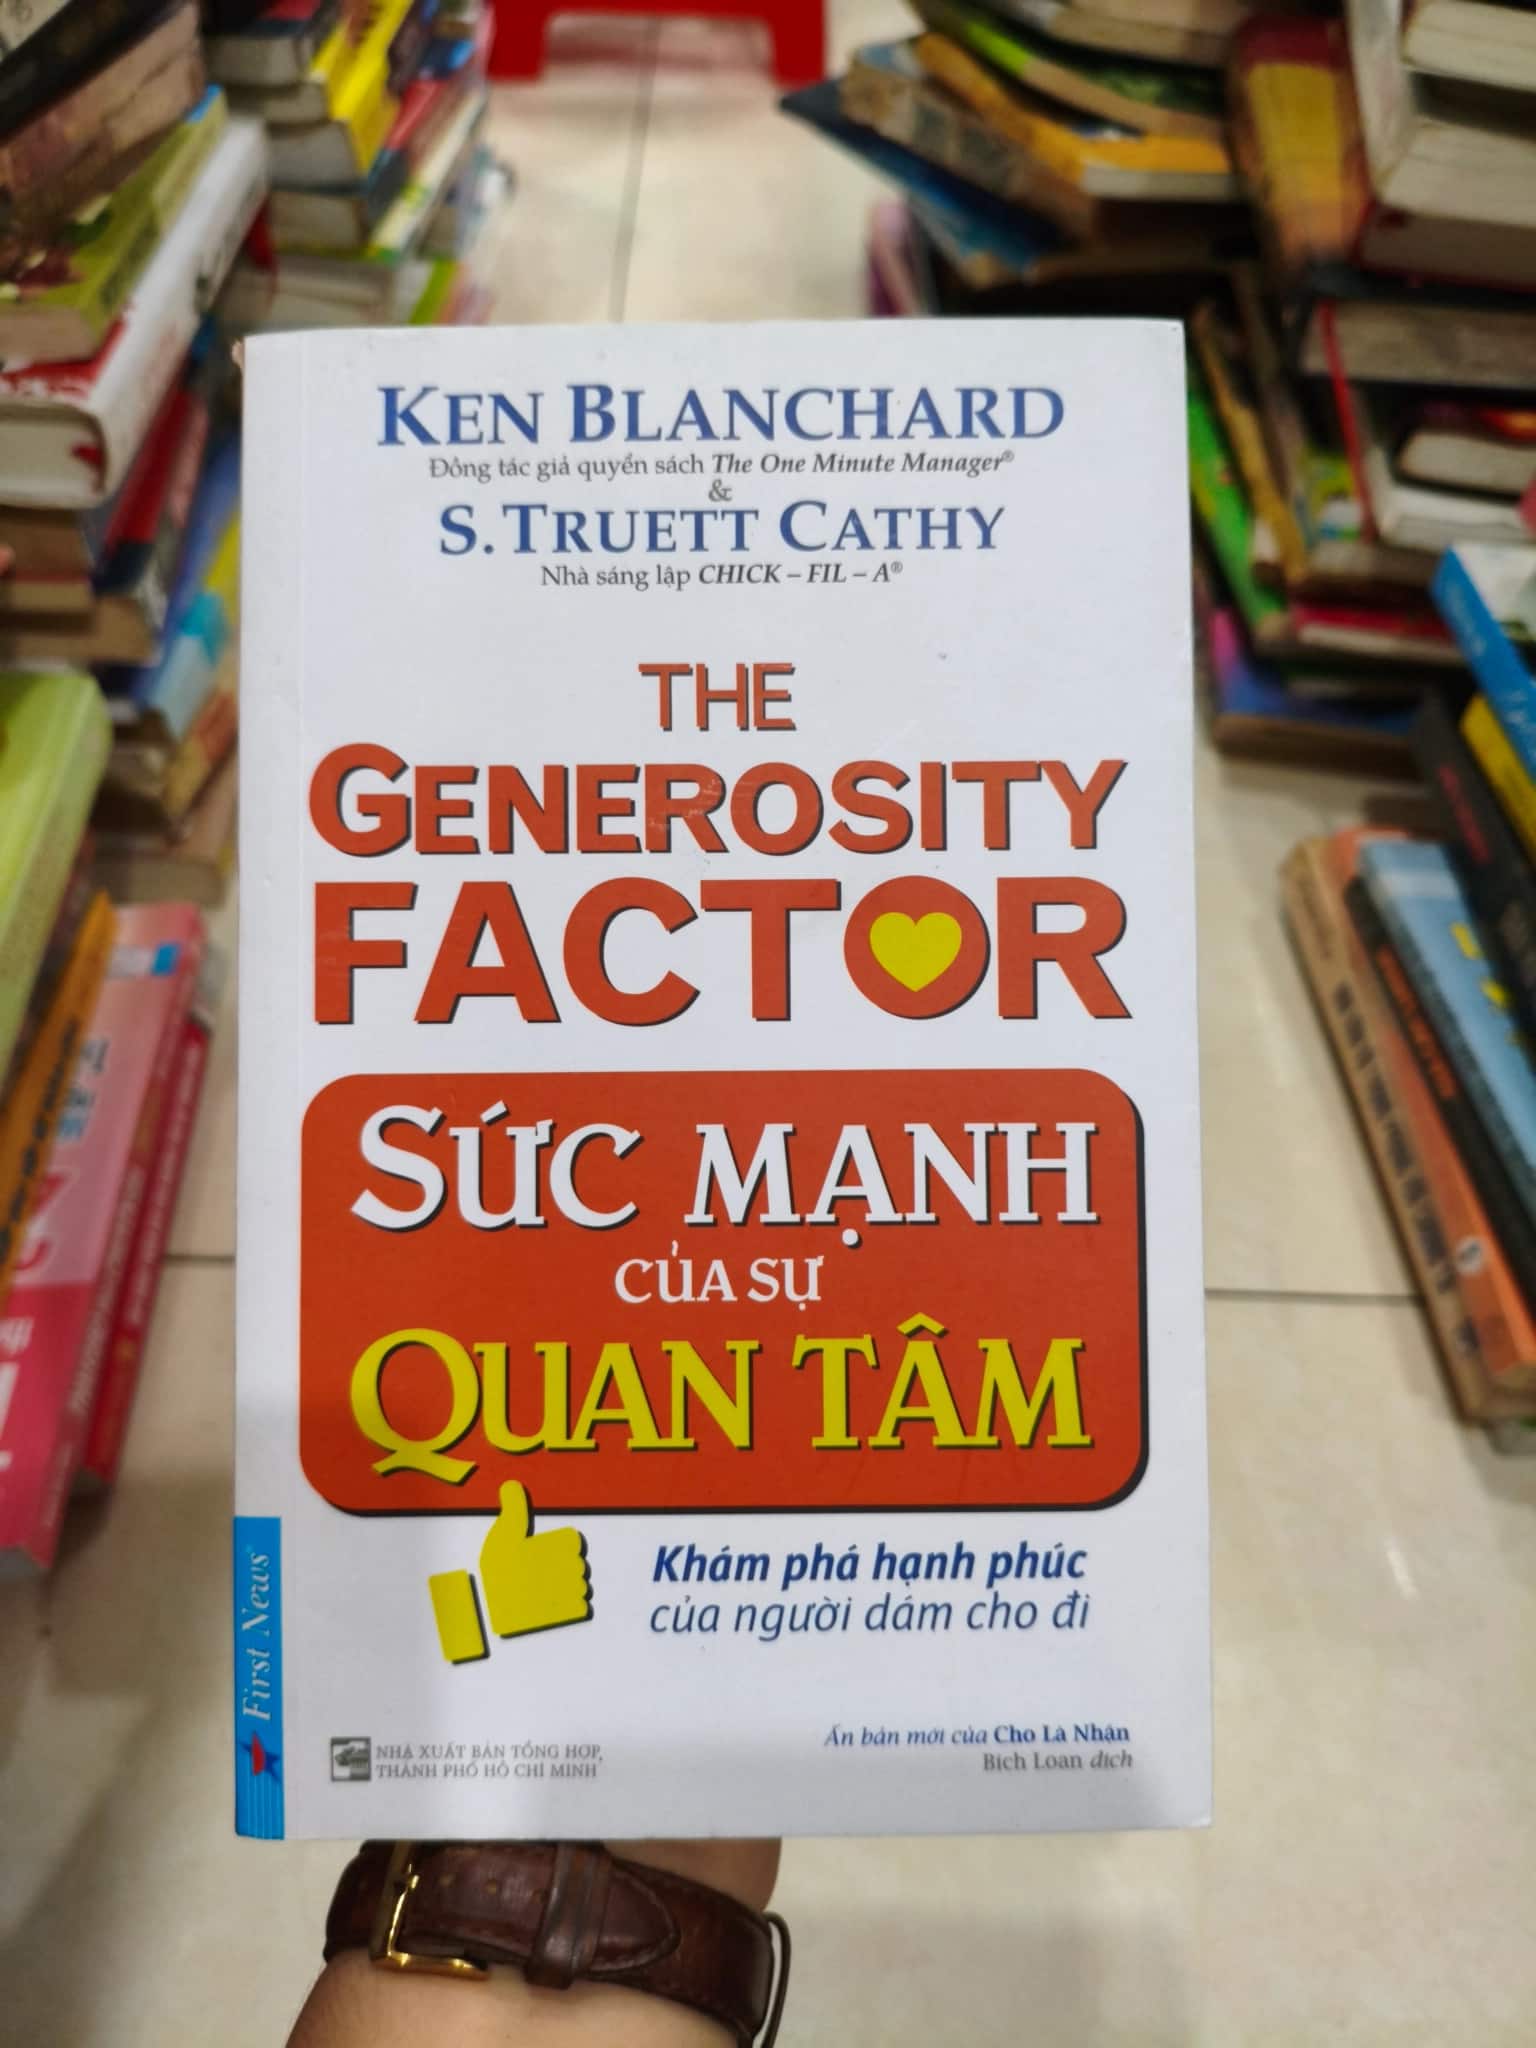 KEN BLANCHARD
Đồng tác giả quyển sách The One Minute Manager®
&
S. TRUETT CATHY
Nhà sáng lập CHICK – FIL – A®
THE
GENEROSITY
FACTOR
SỨC MẠNH
CỦA SỰ
QUAN TÂM
Khám phá hạnh phúc
của người dám cho đi
First News
NHÀ XUẤT BẢN TỔNG HỢP
THÀNH PHỐ HỒ CHÍ MINH
Ấn bản mới của Cho Là Nhận
Bích Loan dịch